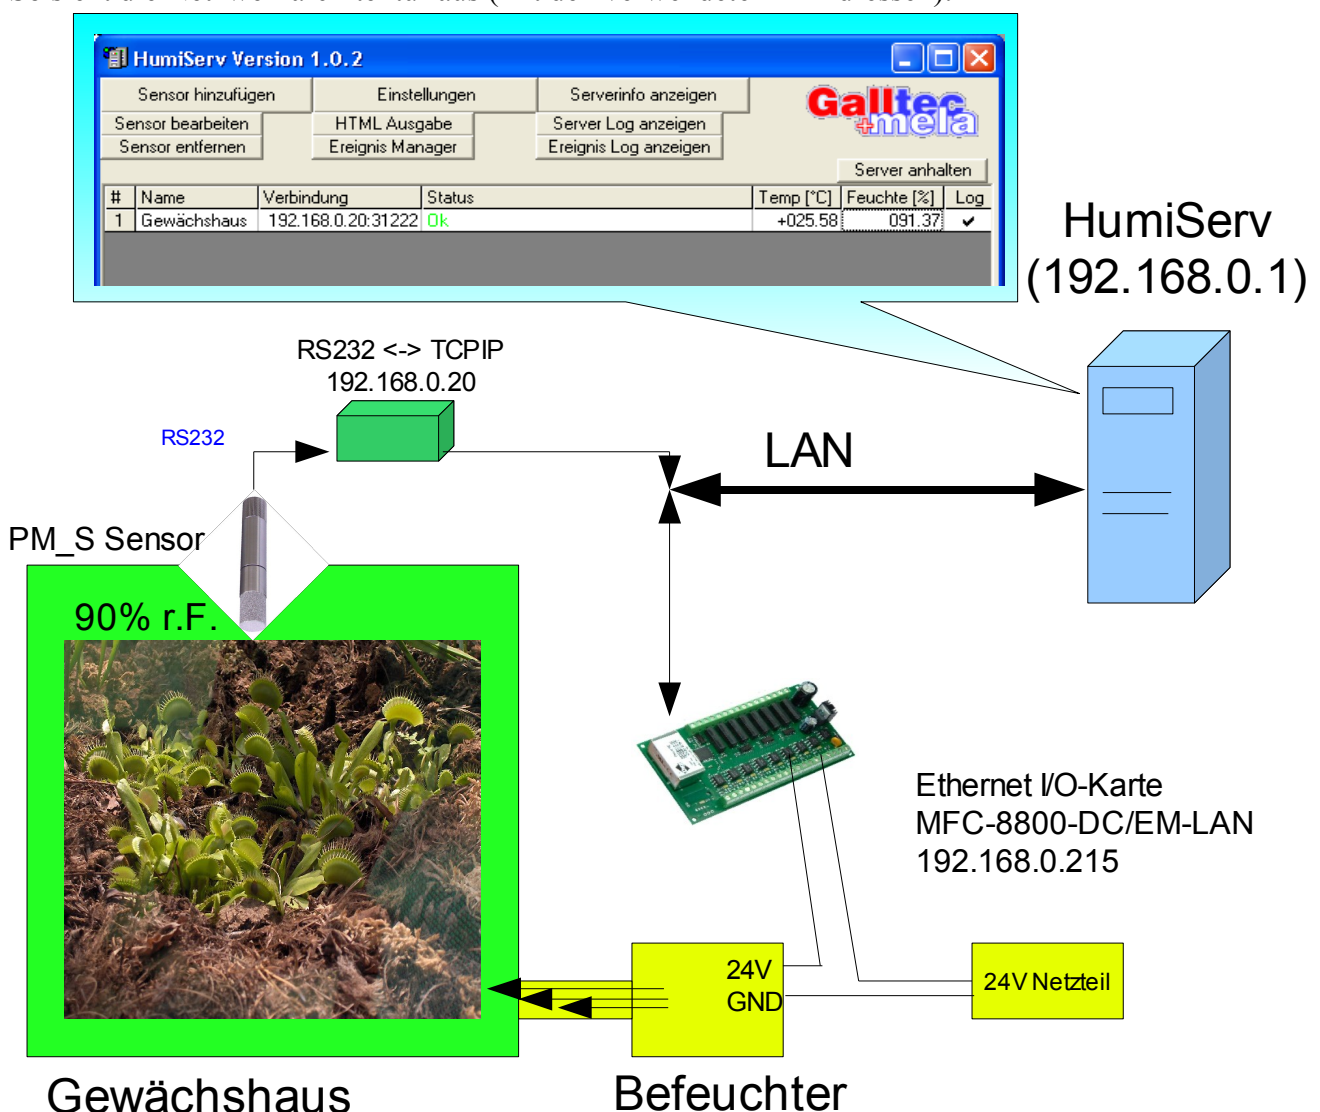 HumiServ Version 1.0.2
Sensor hinzufügen Einstellungen Serverinfo anzeigen
Galltec
+mela
Sensor bearbeiten HTML Ausgabe Server Log anzeigen
Sensor entfernen Ereignis Manager Ereignis Log anzeigen
Server anhalten
# Name Verbindung Status Temp [°C] Feuchte [%] Log
1 Gewächshaus 192.168.0.20:31222 Ok +025.58 091.37
HumiServ
(192.168.0.1)
RS232 <-> TCPIP
192.168.0.20
RS232
LAN
PM_S Sensor
90% r.F.
Ethernet I/O-Karte
MFC-8800-DC/EM-LAN
192.168.0.215
24V
GND
24V Netzteil
Gewächshaus
Befeuchter